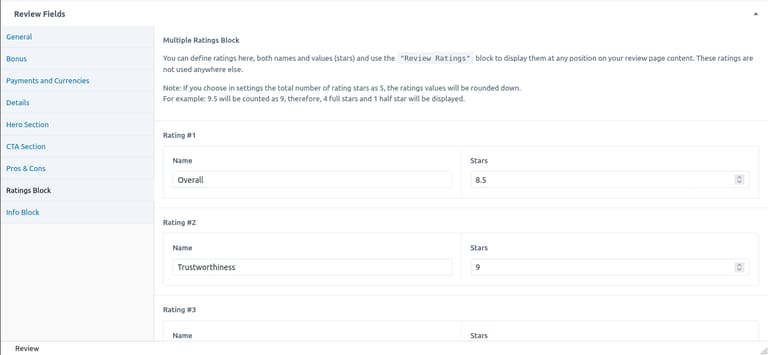 Review Fields
General
Bonus
Payments and Currencies
Details
Hero Section
CTA Section
Pros & Cons
Ratings Block
Info Block
Multiple Ratings Block
You can define ratings here, both names and values (stars) and use the "Review Ratings" block to display them at any position on your review page content. These ratings are
not used anywhere else.
Note: If you choose in settings the total number of rating stars as 5, the ratings values will be rounded down.
For example: 9.5 will be counted as 9, therefore, 4 full stars and 1 half star will be displayed.
Rating #1
Name Stars
Overall 8.5
Rating #2
Name Stars
Trustworthiness 9
Rating #3
Name Stars
Review